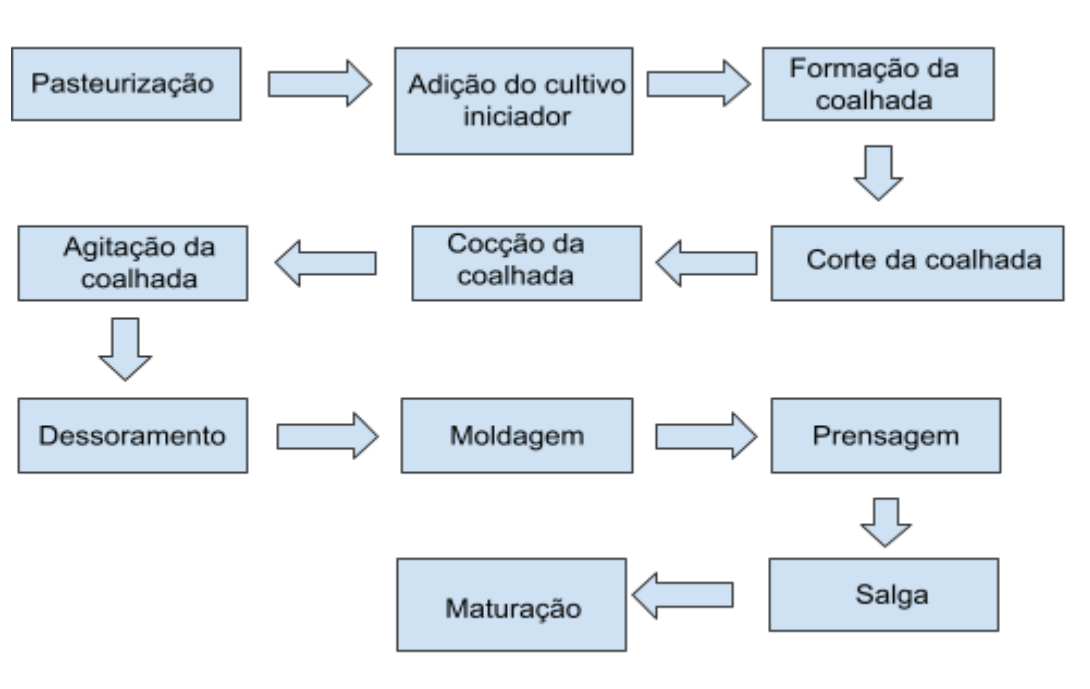 Pasteurização
Adição do cultivo
iniciador
Formação da
coalhada
Corte da coalhada
Cocção da
coalhada
Agitação da
coalhada
Dessoramento
Moldagem
Prensagem
Salga
Maturação